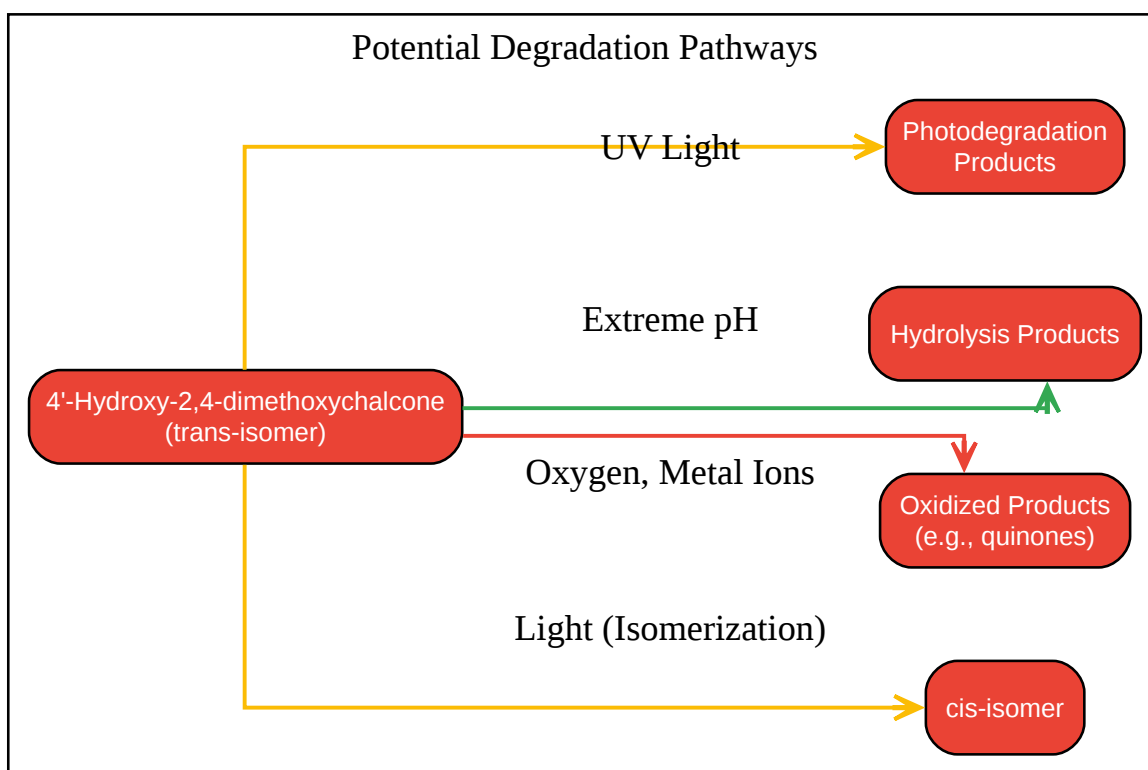 Potential Degradation Pathways
UV Light
Photodegradation
Products
Extreme pH
Hydrolysis Products
4'-Hydroxy-2,4-dimethoxychalcone
(trans-isomer)
Oxygen, Metal Ions
Oxidized Products
(e.g., quinones)
Light (Isomerization)
cis-isomer